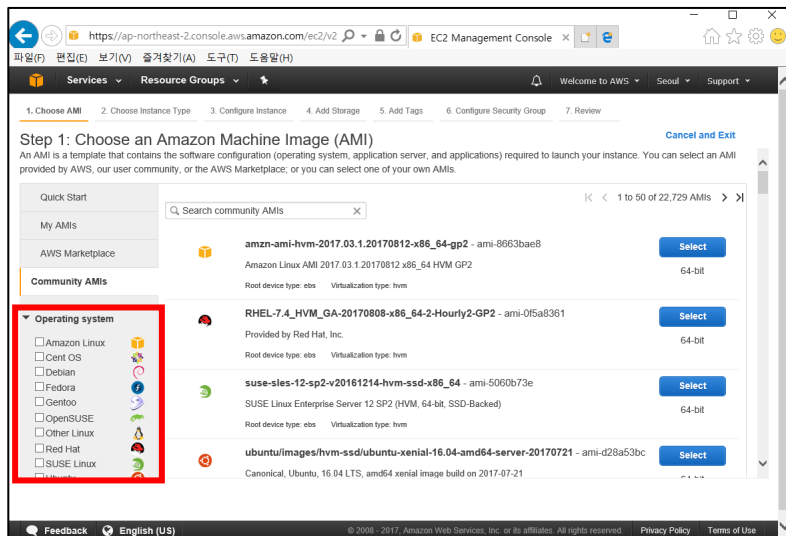 https://ap-northeast-2.console.aws.amazon.com/ec2/v2
EC2 Management Console
파일(F) 편집(E) 보기(V) 즐겨찾기(A) 도구(T) 도움말(H)
Services Resource Groups Welcome to AWS Seoul Support
1. Choose AMI 2. Choose Instance Type 3. Configure Instance 4. Add Storage 5. Add Tags 6. Configure Security Group 7. Review
Step 1: Choose an Amazon Machine Image (AMI)
Cancel and Exit
An AMI is a template that contains the software configuration (operating system, application server, and applications) required to launch your instance. You can select an AMI
provided by AWS, our user community, or the AWS Marketplace; or you can select one of your own AMIs.
Quick Start
My AMIs
AWS Marketplace
Community AMIs
Operating system
Amazon Linux
Cent OS
Debian
Fedora
Gentoo
OpenSUSE
Other Linux
Red Hat
SUSE Linux
Ubuntu
Search community AMIs
1 to 50 of 22,729 AMIs
amzn-ami-hvm-2017.03.1.20170812-x86_64-gp2 - ami-8663bae8
Amazon Linux AMI 2017.03.1.20170812 x86_64 HVM GP2
Root device type: ebs Virtualization type: hvm
Select
64-bit
RHEL-7.4_HVM_GA-20170808-x86_64-2-Hourly2-GP2 - ami-0f5a8361
Provided by Red Hat, Inc.
Root device type: ebs Virtualization type: hvm
Select
64-bit
suse-sles-12-sp2-v20161214-hvm-ssd-x86_64 - ami-5060b73e
SUSE Linux Enterprise Server 12 SP2 (HVM, 64-bit, SSD-Backed)
Root device type: ebs Virtualization type: hvm
Select
64-bit
ubuntu/images/hvm-ssd/ubuntu-xenial-16.04-amd64-server-20170721 - ami-d28a53bc
Canonical, Ubuntu, 16.04 LTS, amd64 xenial image build on 2017-07-21
Select
64-bit
Feedback English (US) © 2008 - 2017, Amazon Web Services, Inc. or its affiliates. All rights reserved. Privacy Policy Terms of Use